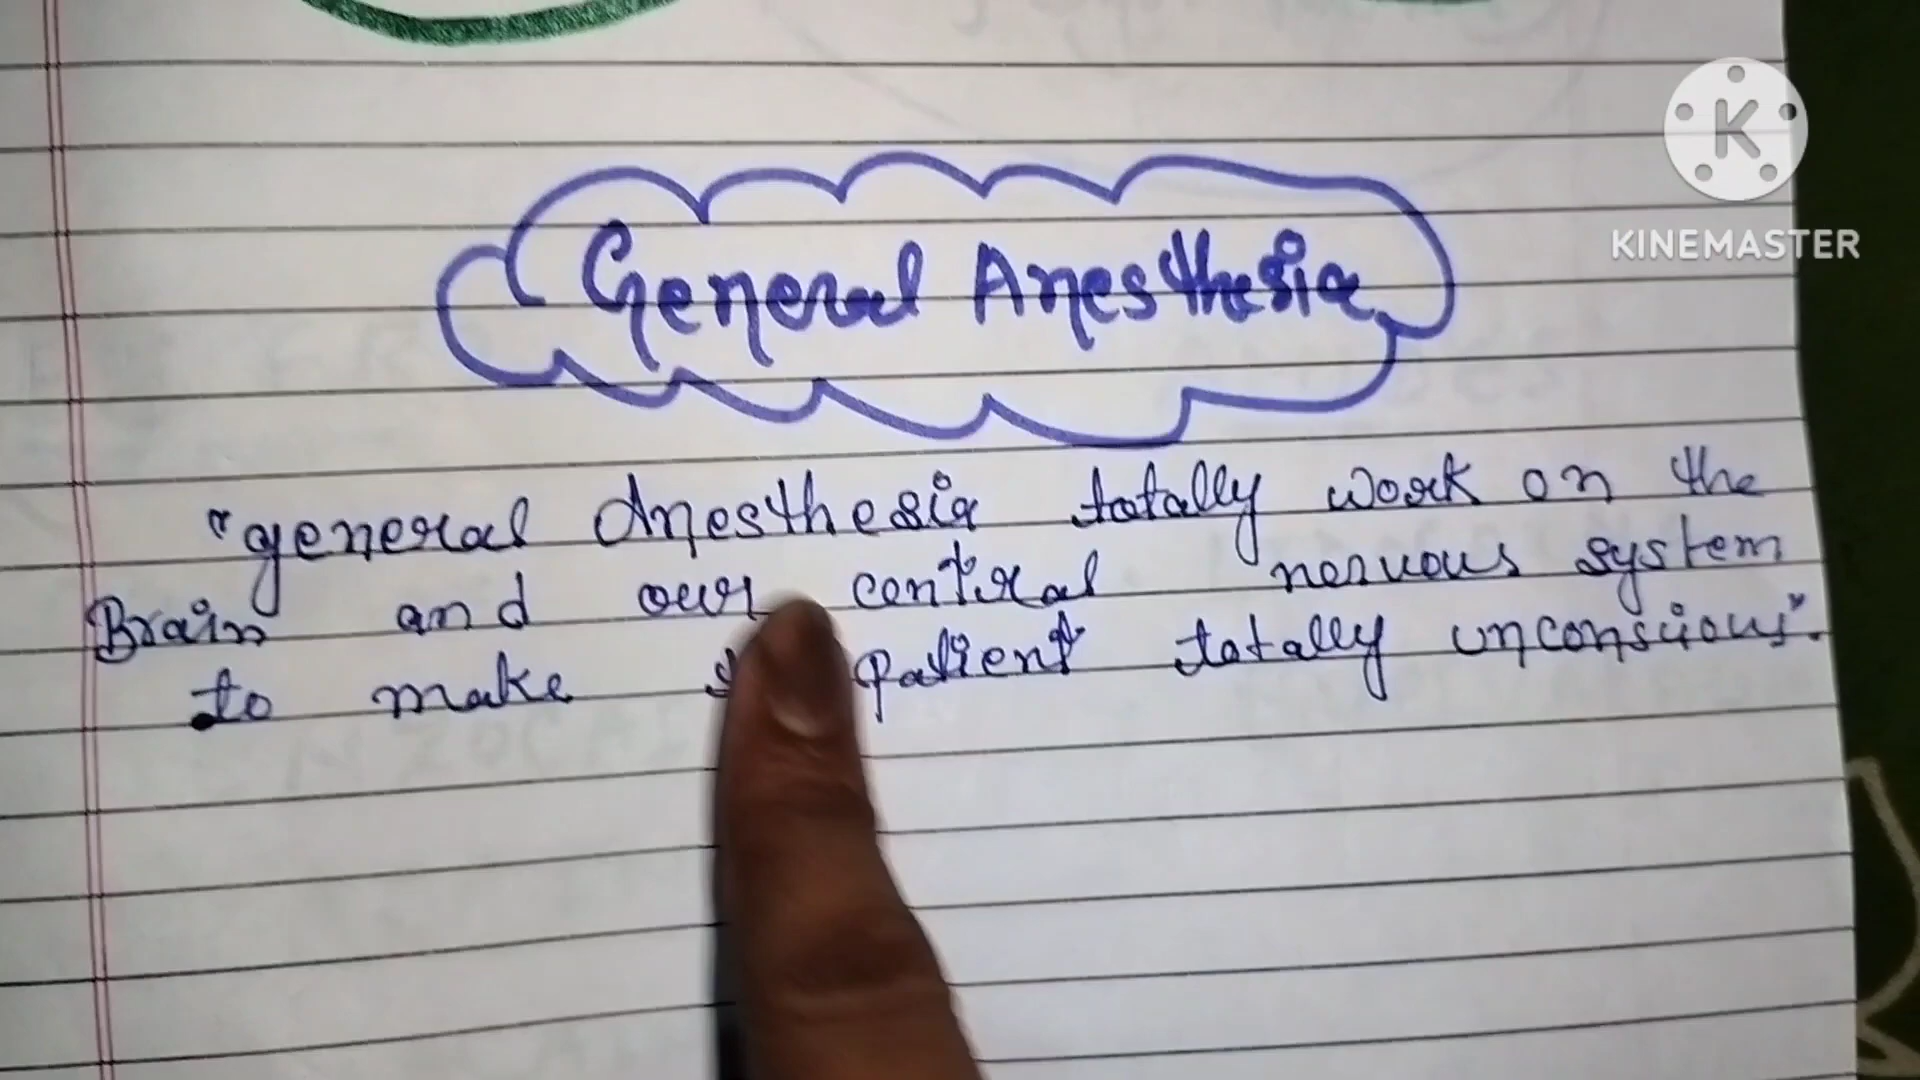 K
KINEMASTER
General Anesthesia
"general Anesthesia totally work on the
Brain and our central nervous system
to make patient totally unconscious".